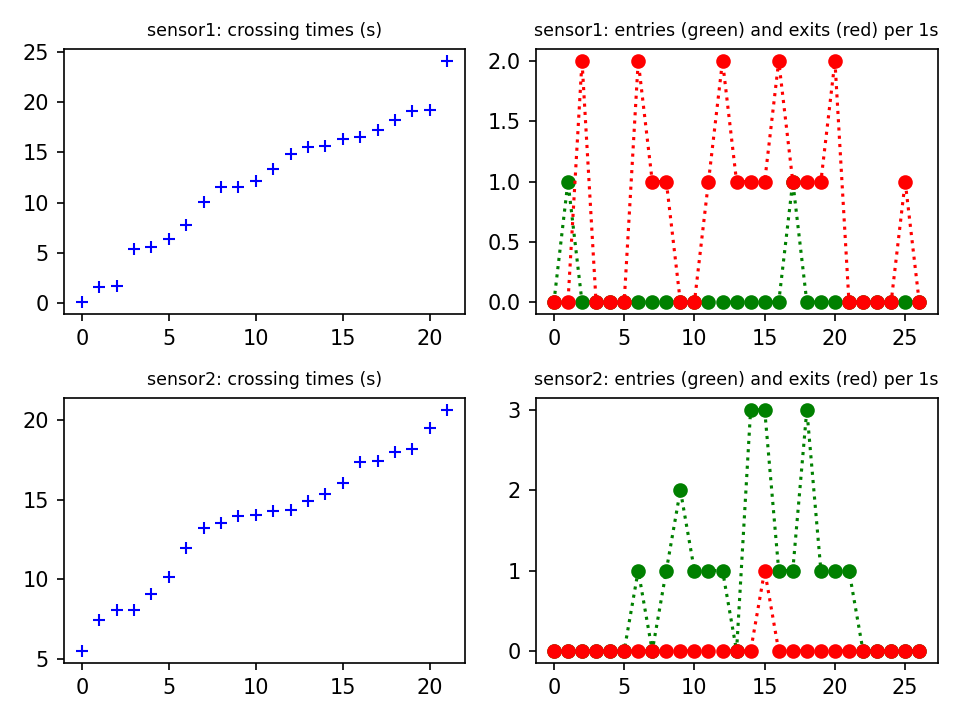 sensor1: crossing times (s)
25
20
15
10
5
0
0 5 10 15 20
sensor1: entries (green) and exits (red) per 1s
2.0
1.5
1.0
0.5
0.0
0 5 10 15 20 25
sensor2: crossing times (s)
20
15
10
5
0 5 10 15 20
sensor2: entries (green) and exits (red) per 1s
3
2
1
0
0 5 10 15 20 25